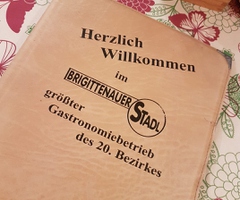 Herzlich
Willkommen
im
BRIGITTENAUER
STADL
größter
Gastronomiebetrieb
des 20. Bezirkes